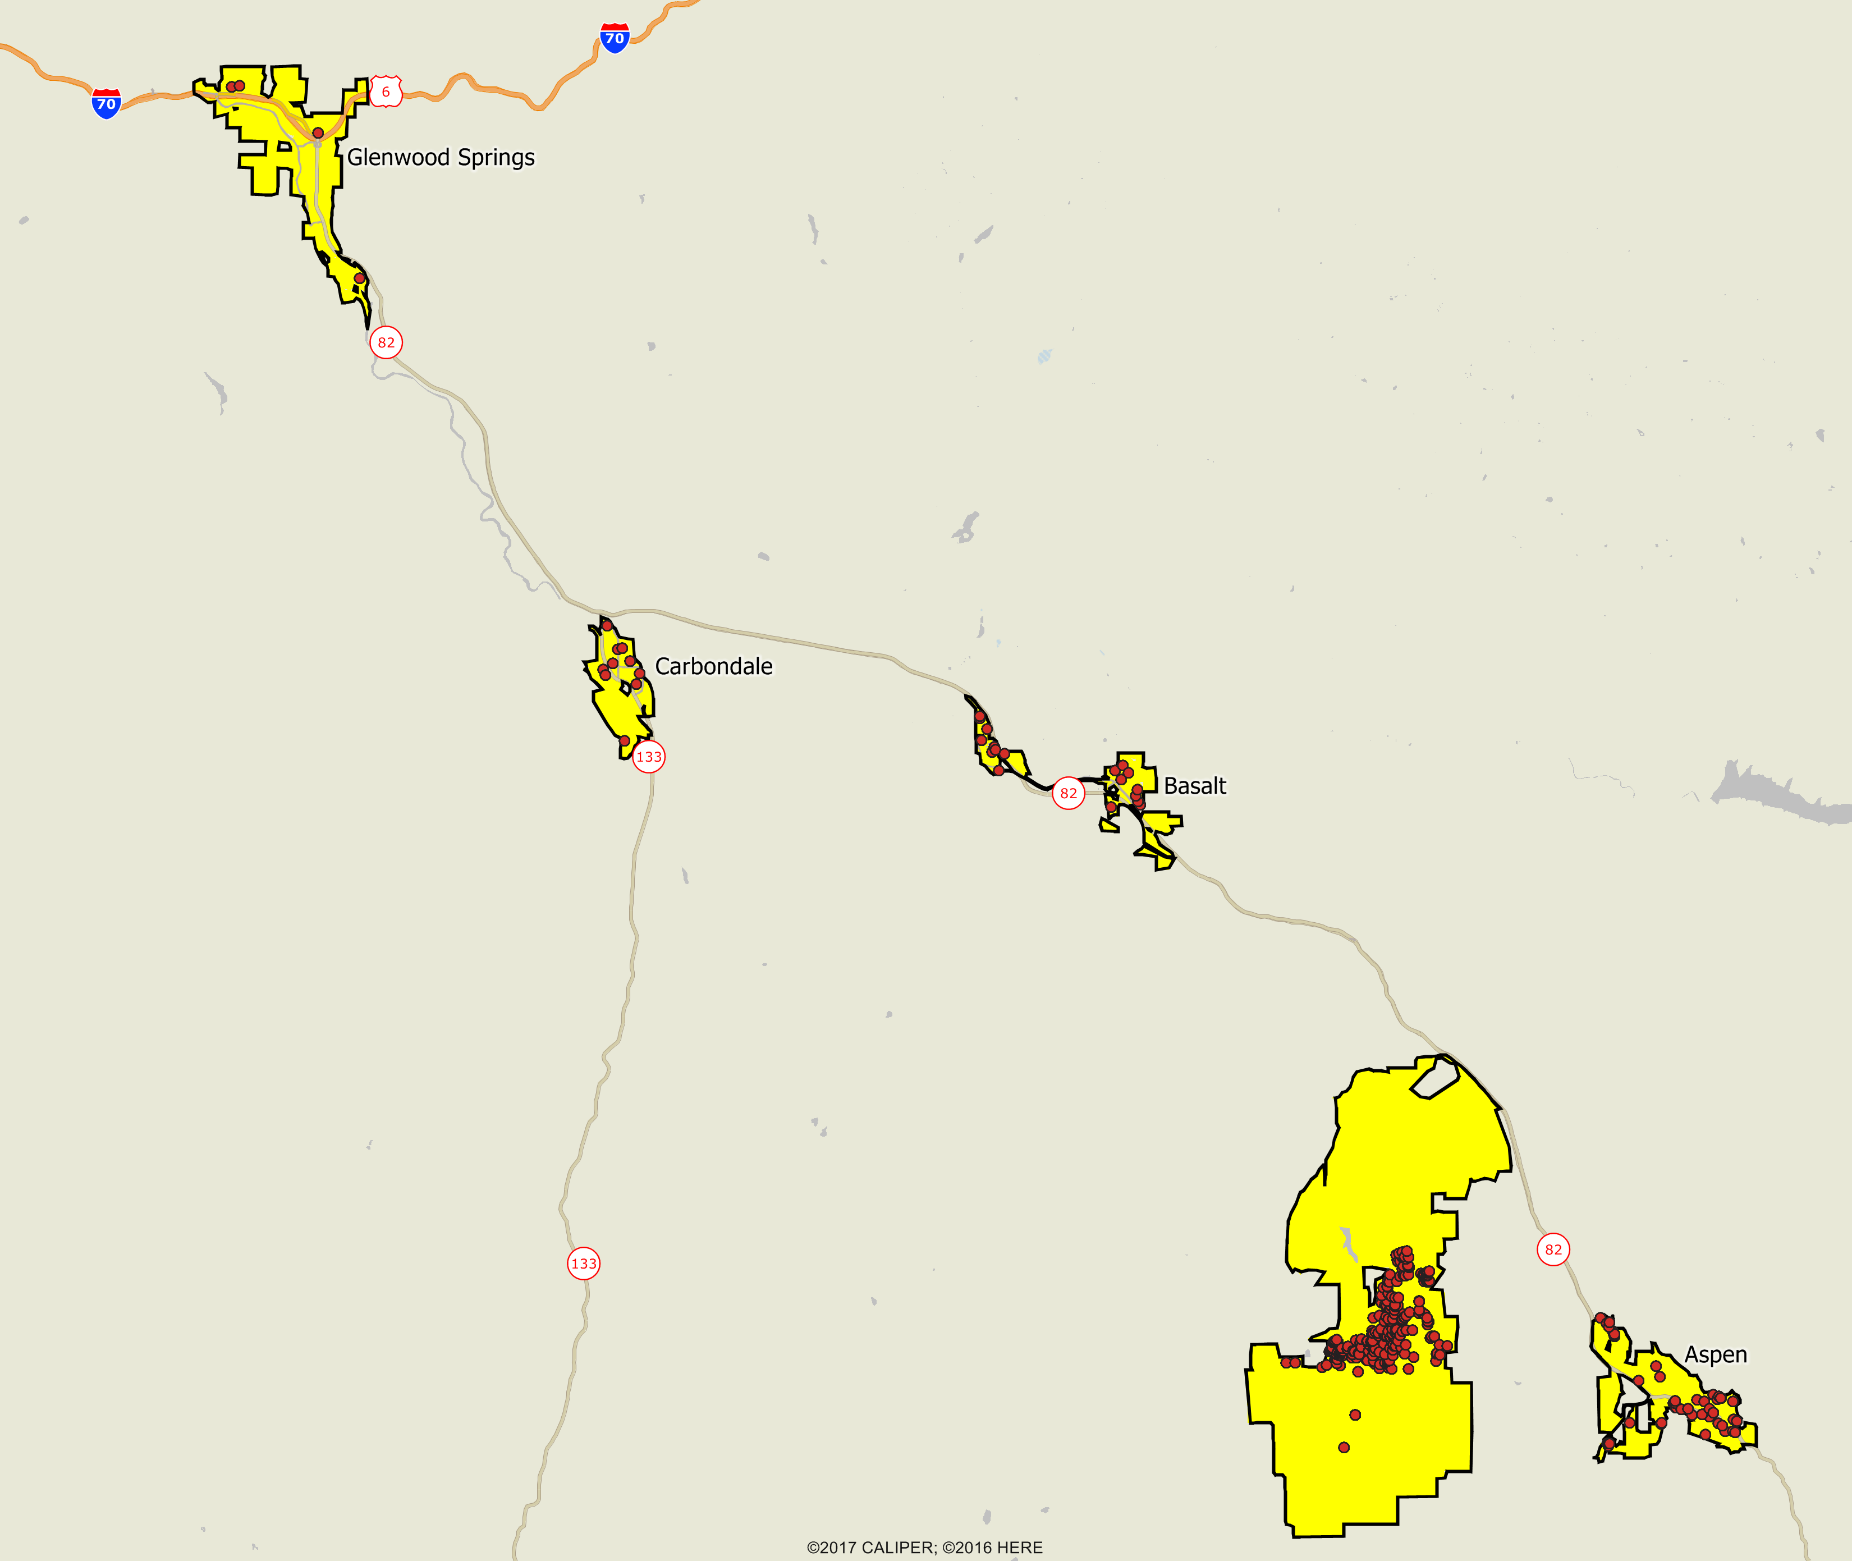 70
70
6
Glenwood Springs
82
Carbondale
133
82
Basalt
133
82
Aspen
©2017 CALIPER; ©2016 HERE